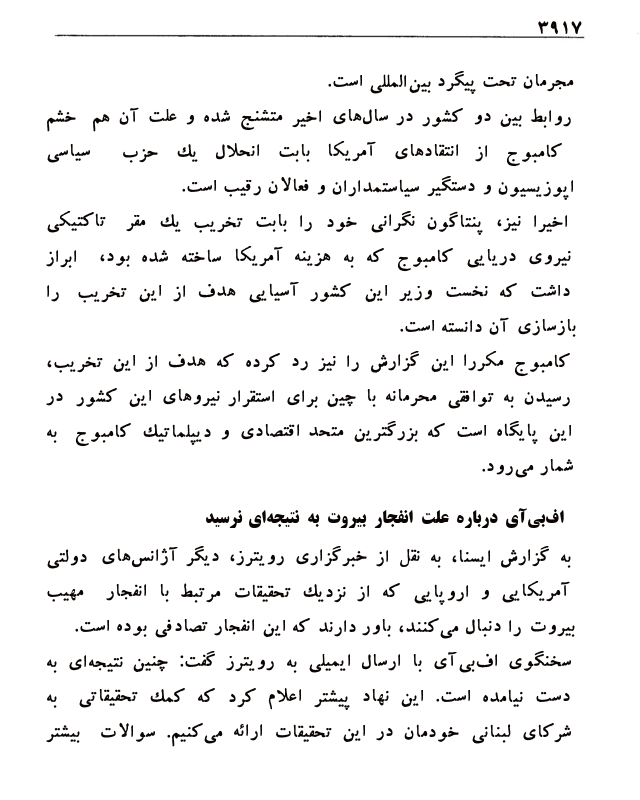 ۳۹۱۷
مجرمان تحت پیگرد بین‌المللی است.
روابط بین دو کشور در سال‌های اخیر متشنج شده و علت آن هم خشم
کامبوج از انتقادهای آمریکا بابت انحلال یك حزب سیاسی
اپوزیسیون و دستگیر سیاستمداران و فعالان رقیب است.
اخیرا نیز، پنتاگون نگرانی خود را بابت تخریب یك مقر تاکتیکی
نیروی دریایی کامبوج که به هزینه آمریکا ساخته شده بود، ابراز
داشت که نخست وزیر این کشور آسیایی هدف از این تخریب را
بازسازی آن دانسته است.
کامبوج مکررا این گزارش را نیز رد کرده که هدف از این تخریب،
رسیدن به توافقی محرمانه با چین برای استقرار نیروهای این کشور در
این پایگاه است که بزرگترین متحد اقتصادی و دیپلماتیك کامبوج به
شمار می‌رود.
اف‌بی‌آی درباره علت انفجار بیروت به نتیجه‌ای نرسید
به گزارش ایسنا، به نقل از خبرگزاری رویترز، دیگر آژانس‌های دولتی
آمریکایی و اروپایی که از نزدیك تحقیقات مرتبط با انفجار مهیب
بیروت را دنبال می‌کنند، باور دارند که این انفجار تصادفی بوده است.
سخنگوی اف‌بی‌آی با ارسال ایمیلی به رویترز گفت: چنین نتیجه‌ای به
دست نیامده است. این نهاد پیشتر اعلام کرد که کمك تحقیقاتی به
شرکای لبنانی خودمان در این تحقیقات ارائه می‌کنیم. سوالات بیشتر